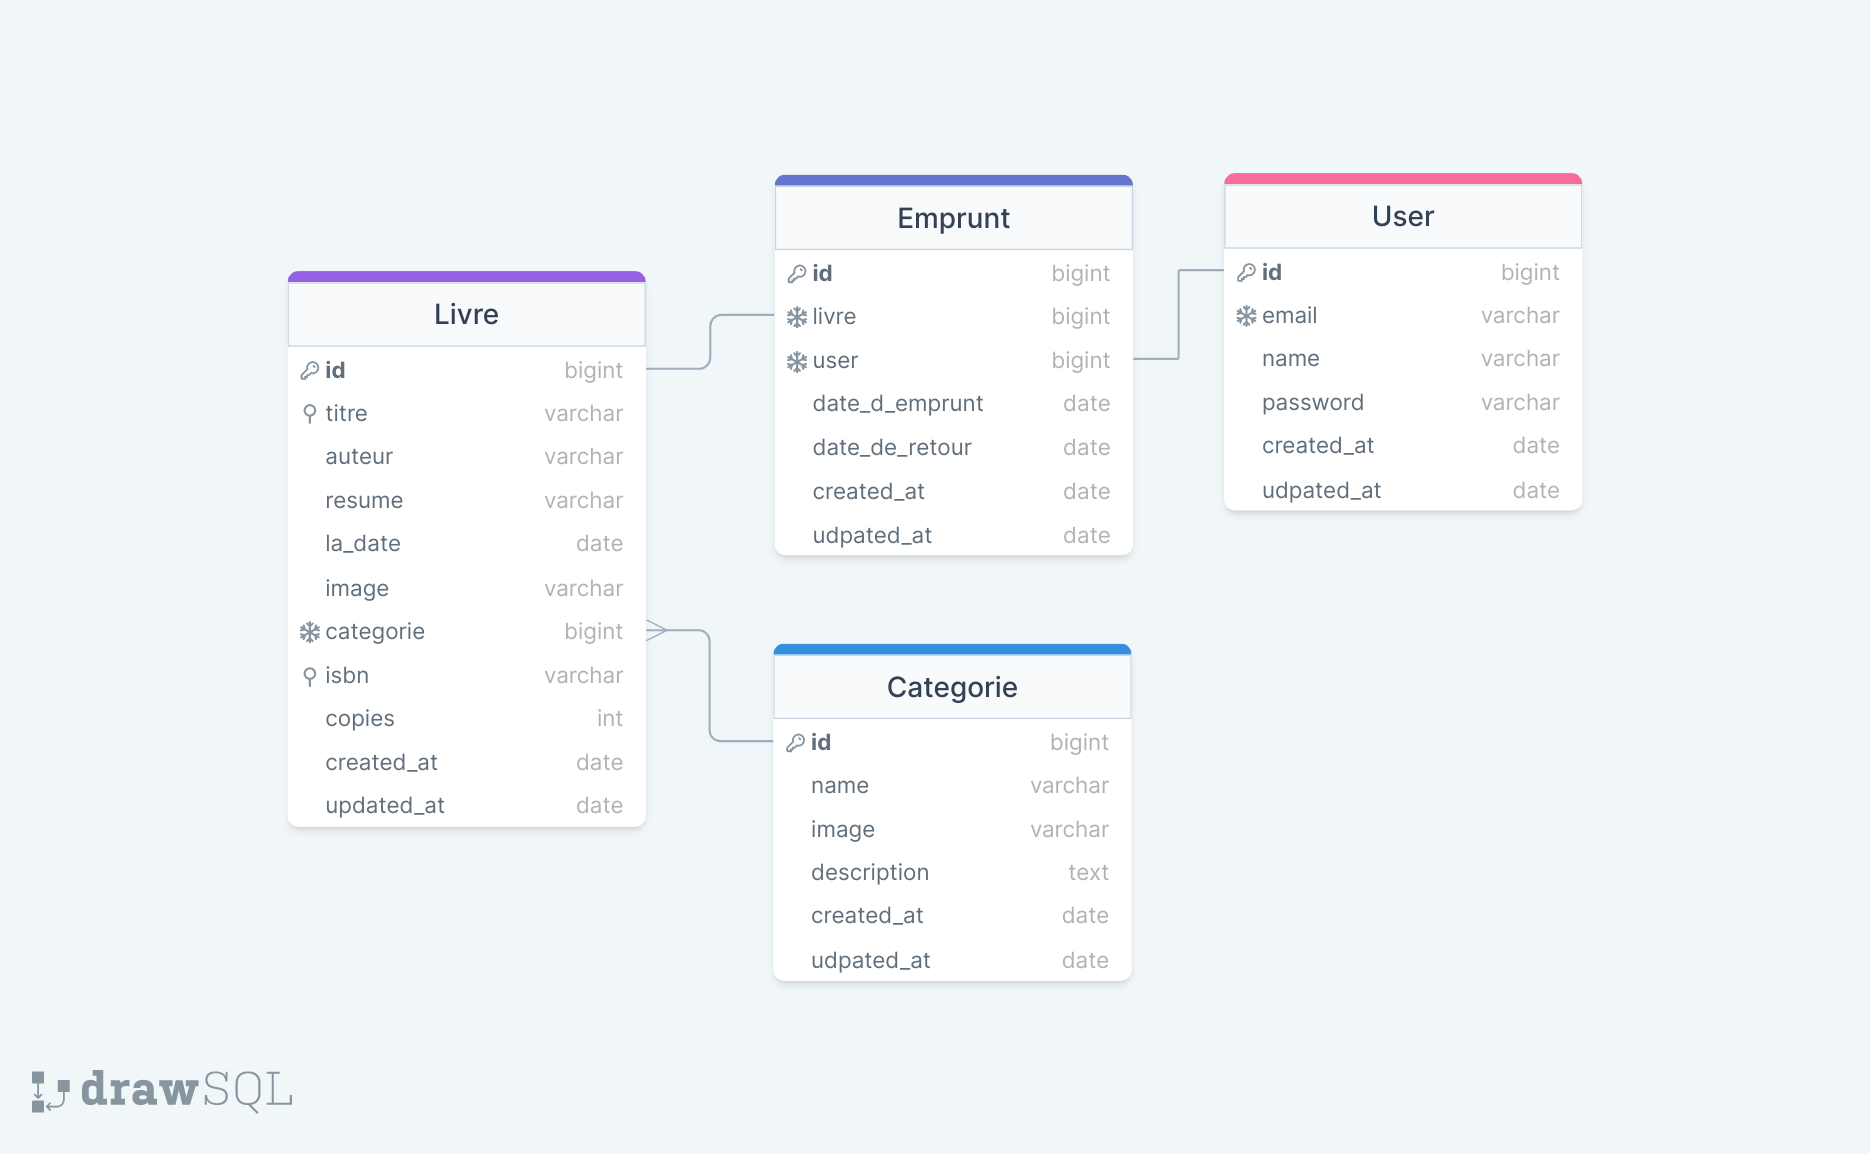 Livre
id bigint
titre varchar
auteur varchar
resume varchar
la_date date
image varchar
categorie bigint
isbn varchar
copies int
created_at date
updated_at date
Emprunt
id bigint
livre bigint
user bigint
date_d_emprunt date
date_de_retour date
created_at date
udpated_at date
User
id bigint
email varchar
name varchar
password varchar
created_at date
udpated_at date
Categorie
id bigint
name varchar
image varchar
description text
created_at date
udpated_at date
drawSQL